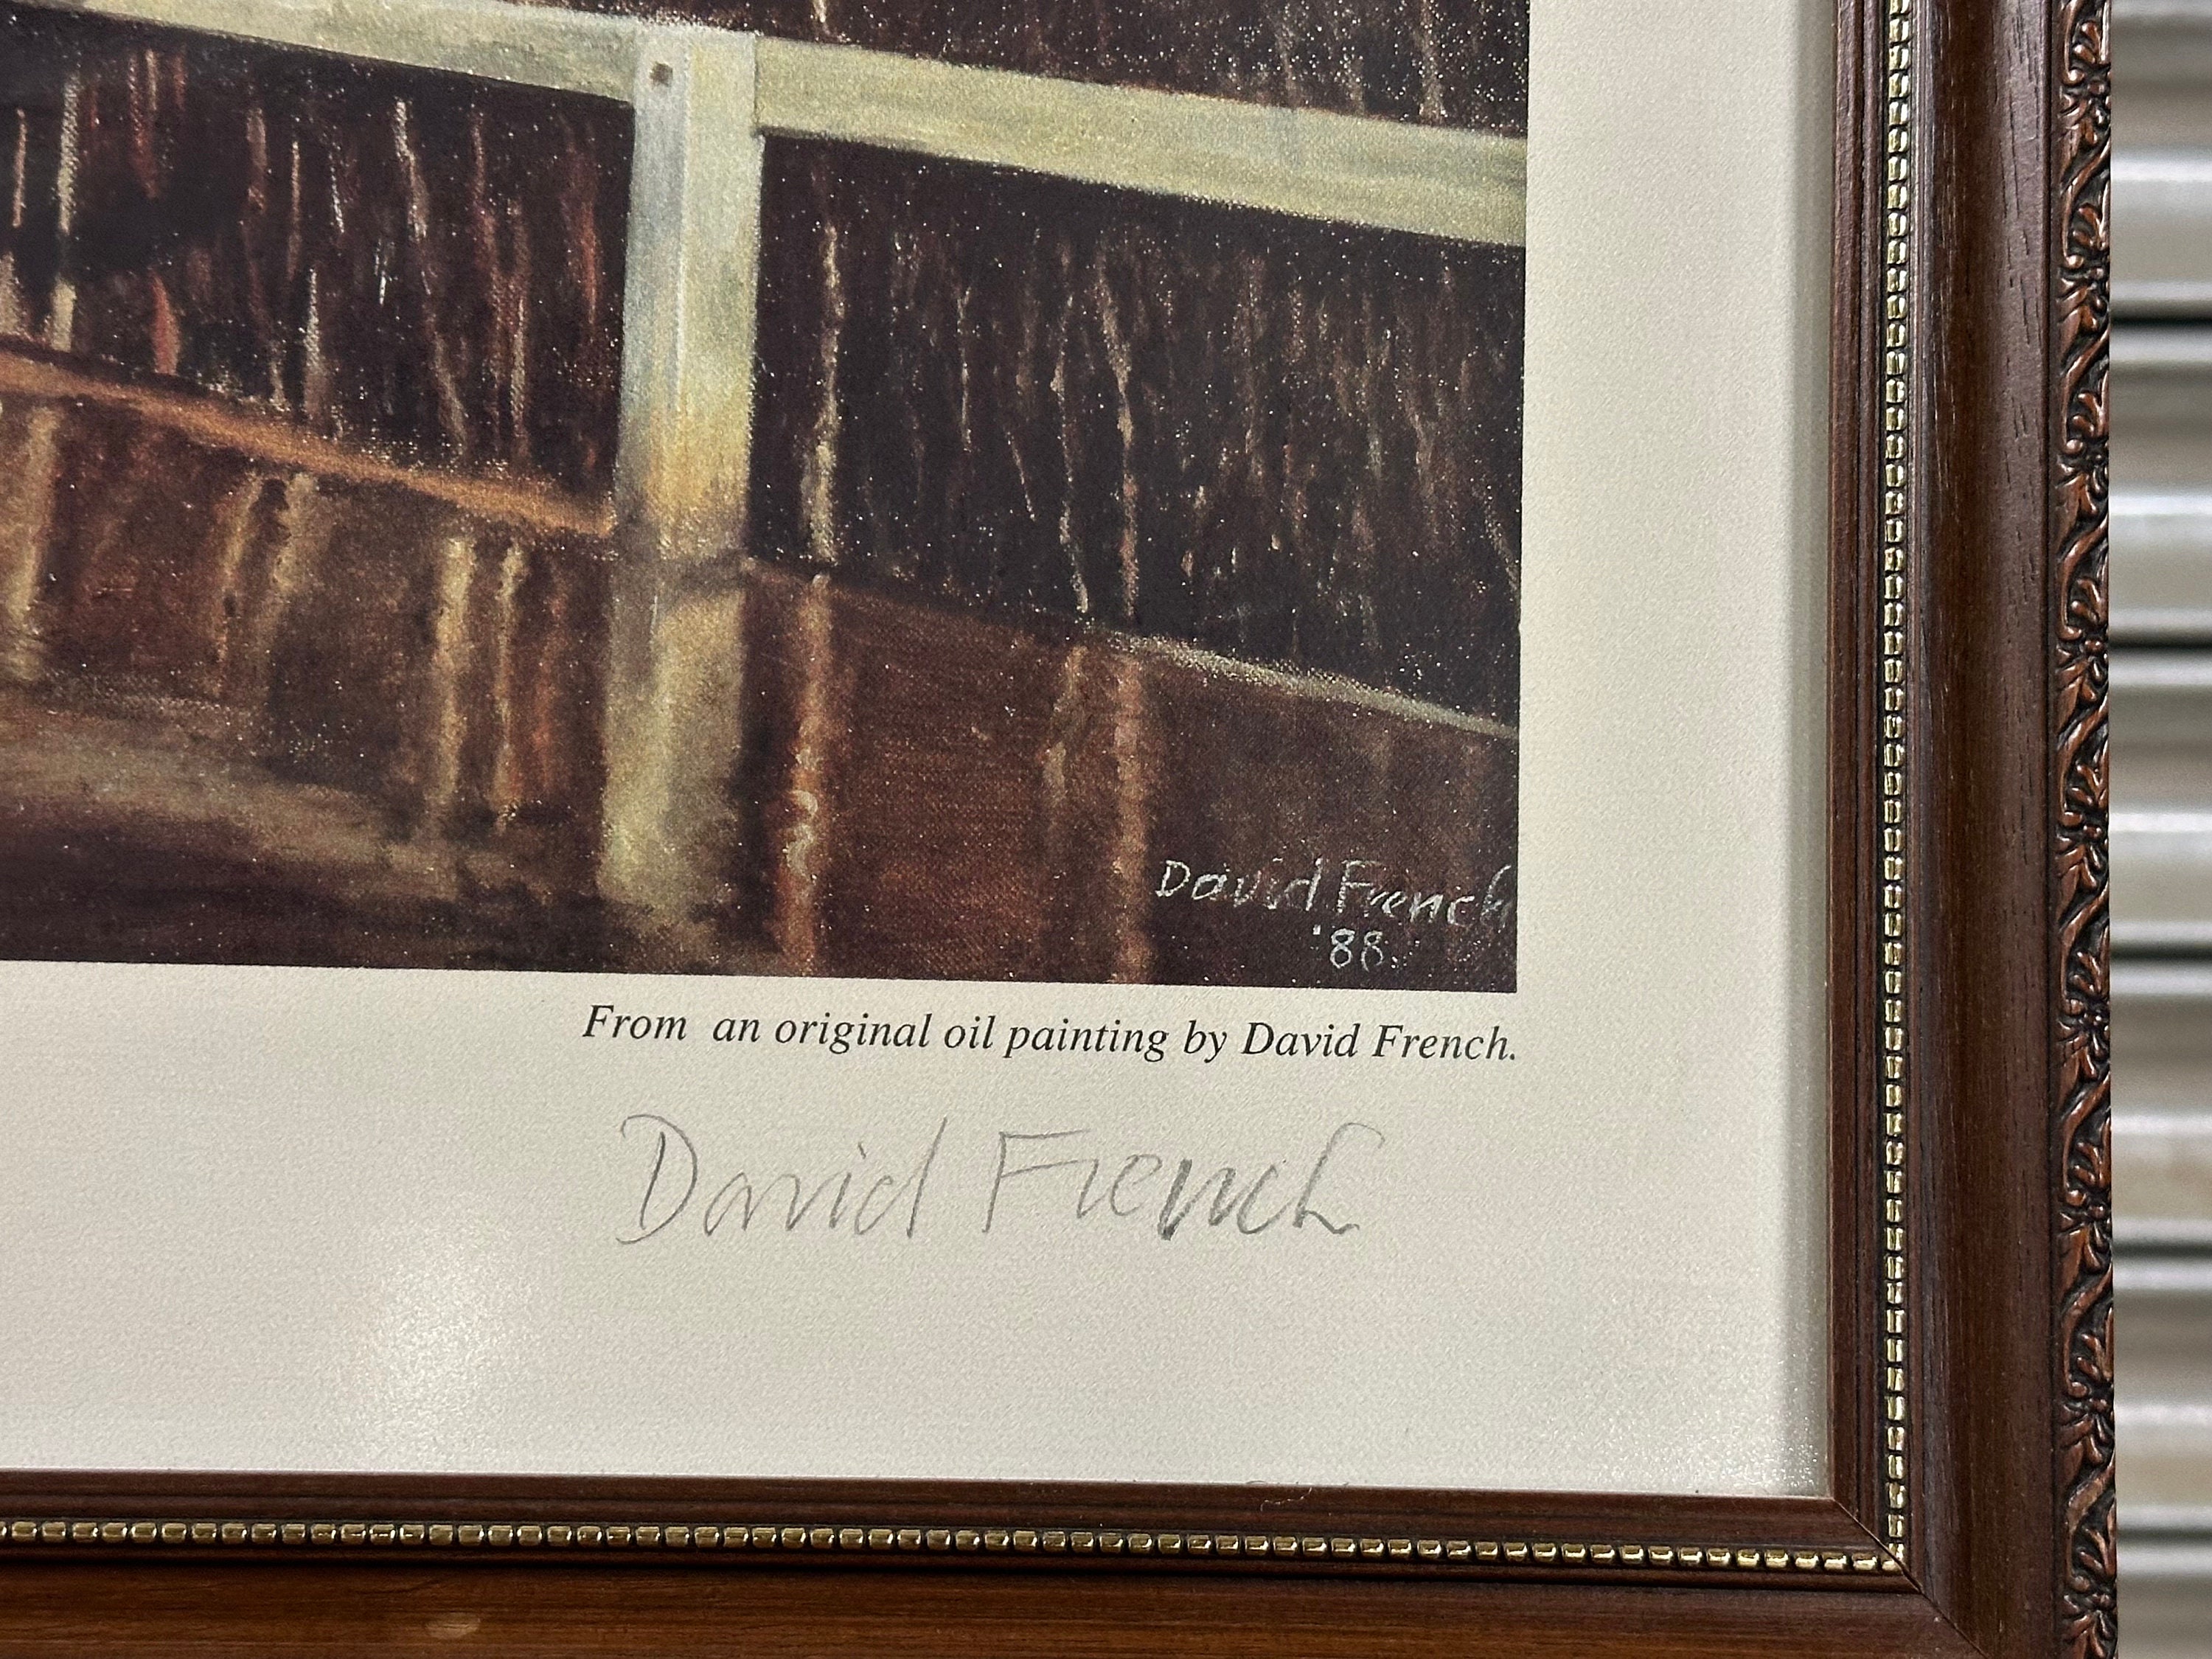 David French
'88.
From an original oil painting by David French.
David French